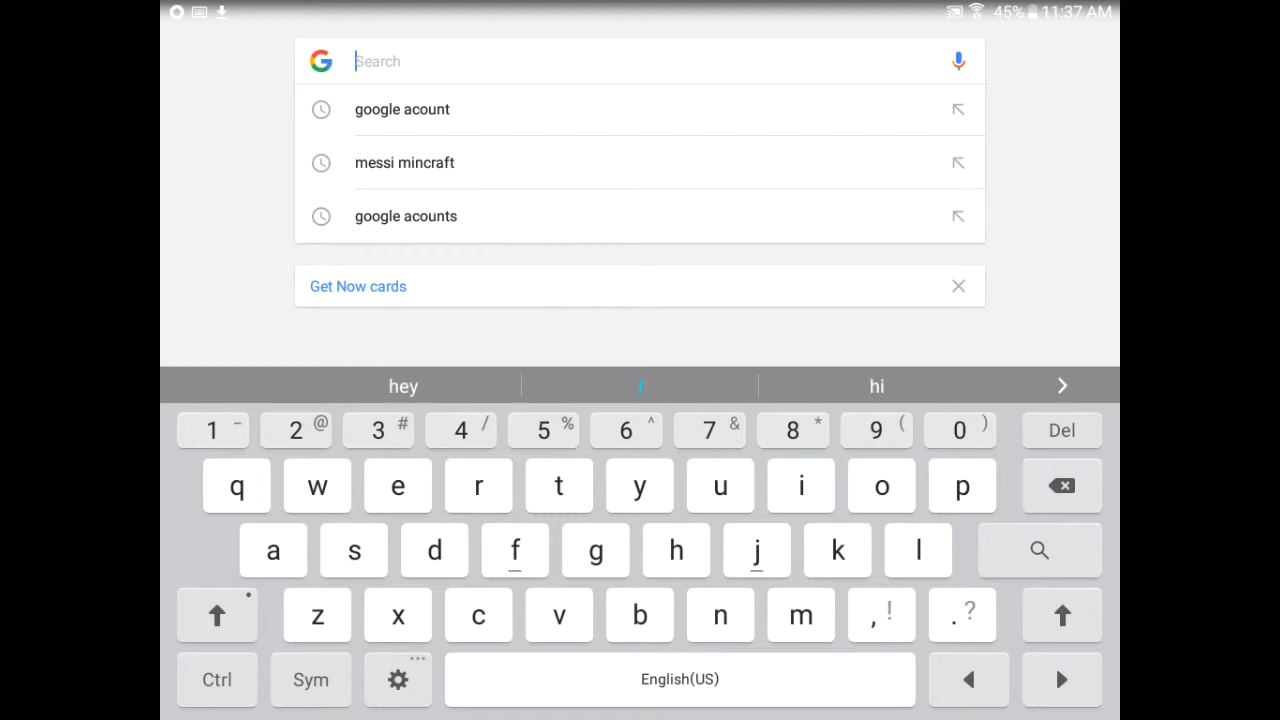 45% 11:37 AM
Search
google acount
messi mincraft
google acounts
Get Now cards
hey I hi
1 - 2 @ 3 # 4 / 5 % 6 ^ 7 & 8 * 9 ( 0 ) Del
q w e r t y u i o p
a s d f g h j k l
z x c v b n m , ! . ?
Ctrl Sym English(US)